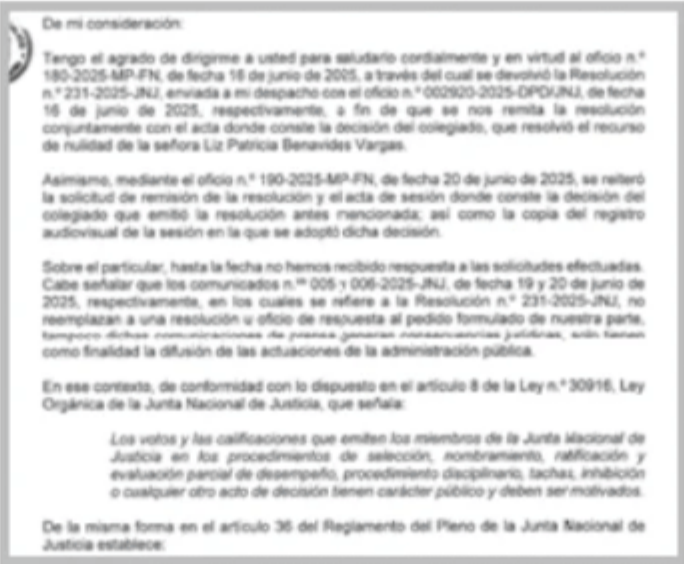 De mi consideración:
Tengo el agrado de dirigirme a usted para saludarlo cordialmente y en virtud al oficio n.°
180-2025-MP-FN, de fecha 16 de junio de 2025, a través del cual se devolvió la Resolución
n.° 231-2025-JNJ, enviada a mi despacho con el oficio n.° 002920-2025-DPD/JNJ, de fecha
16 de junio de 2025, respectivamente, a fin de que se nos remita la resolución
conjuntamente con el acta donde conste la decisión del colegiado, que resolvió el recurso
de nulidad de la señora Liz Patricia Benavides Vargas.
Asimismo, mediante el oficio n.° 190-2025-MP-FN, de fecha 20 de junio de 2025, se reiteró
la solicitud de remisión de la resolución y el acta de sesión donde conste la decisión del
colegiado que emitió la resolución antes mencionada; así como la copia del registro
audiovisual de la sesión en la que se adoptó dicha decisión.
Sobre el particular, hasta la fecha no hemos recibido respuesta a las solicitudes efectuadas.
Cabe señalar que los comunicados n.°° 005 y 006-2025-JNJ, de fecha 19 y 20 de junio de
2025, respectivamente, en los cuales se refiere a la Resolución n.° 231-2025-JNJ, no
reemplazan a una resolución u oficio de respuesta al pedido formulado de nuestra parte,
tampoco dichas comunicaciones de prensa generan consecuencias jurídicas, solo tienen
como finalidad la difusión de las actuaciones de la administración pública.
En ese contexto, de conformidad con lo dispuesto en el artículo 8 de la Ley n.° 30916, Ley
Orgánica de la Junta Nacional de Justicia, que señala:
Los votos y las calificaciones que emiten los miembros de la Junta Nacional de
Justicia en los procedimientos de selección, nombramiento, ratificación y
evaluación parcial de desempeño, procedimiento disciplinario, tachas, inhibición
o cualquier otro acto de decisión tienen carácter público y deben ser motivados.
De la misma forma en el artículo 36 del Reglamento del Pleno de la Junta Nacional de
Justicia establece: